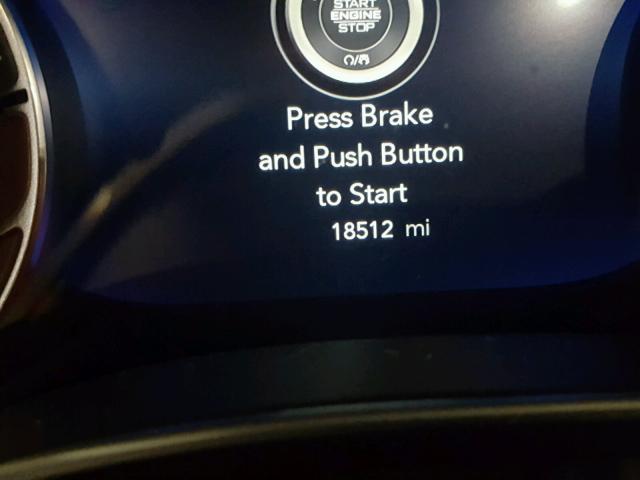 START
ENGINE
STOP
Press Brake
and Push Button
to Start
18512 mi